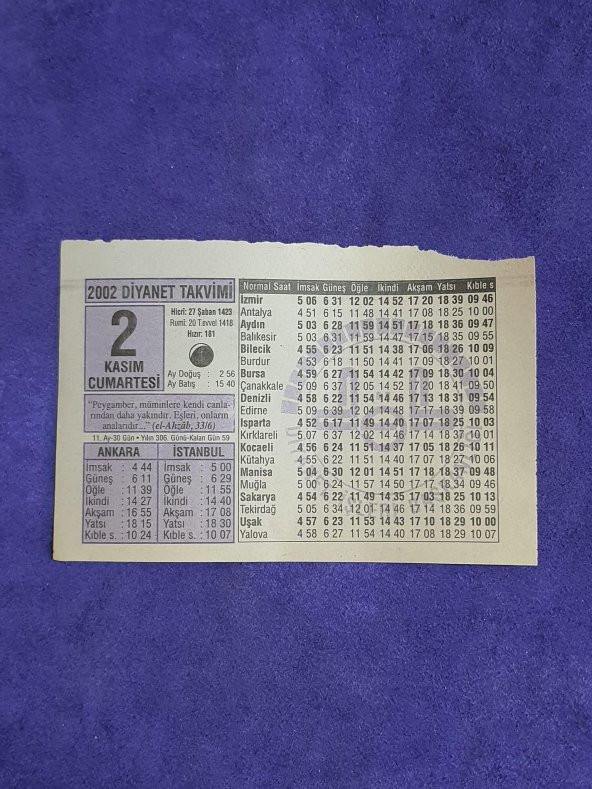 2002 DİYANET TAKVİMİ
2
KASIM
CUMARTESİ
Hicrî: 27 Şaban 1423
Rumî: 20 T.evvel 1418
Hızır: 181
Ay Doğuş : 2 56
Ay Batış : 15 40
“Peygamber, müminlere kendi canla-
rından daha yakındır. Eşleri, onların
analarıdır...” (el-Ahzâb, 33/6)
11. Ay-30 Gün • Yılın 306. Günü-Kalan Gün 59
ANKARA
İmsak : 4 44
Güneş : 6 11
Öğle : 11 39
İkindi : 14 27
Akşam : 16 55
Yatsı : 18 15
Kıble s. : 10 24
İSTANBUL
İmsak : 5 00
Güneş : 6 29
Öğle : 11 55
İkindi : 14 40
Akşam : 17 08
Yatsı : 18 30
Kıble s. : 10 07
Normal Saat İmsak Güneş Öğle İkindi Akşam Yatsı Kıble s
İzmir 5 06 6 31 12 02 14 52 17 20 18 39 09 46
Antalya 4 51 6 15 11 48 14 41 17 08 18 25 10 00
Aydın 5 03 6 28 11 59 14 51 17 18 18 36 09 47
Balıkesir 5 03 6 31 11 59 14 47 17 15 18 35 09 55
Bilecik 4 55 6 23 11 51 14 38 17 06 18 26 10 09
Burdur 4 53 6 18 11 50 14 41 17 09 18 27 10 01
Bursa 4 59 6 27 11 54 14 42 17 09 18 30 10 04
Çanakkale 5 09 6 37 12 05 14 52 17 20 18 41 09 50
Denizli 4 58 6 22 11 54 14 46 17 13 18 31 09 54
Edirne 5 09 6 39 12 04 14 48 17 16 18 38 09 58
Isparta 4 52 6 17 11 49 14 40 17 08 18 25 10 03
Kırklareli 5 07 6 37 12 02 14 46 17 14 18 37 10 01
Kocaeli 4 56 6 24 11 51 14 37 17 05 18 26 10 11
Kütahya 4 55 6 22 11 51 14 40 17 07 18 27 10 06
Manisa 5 04 6 30 12 01 14 51 17 18 18 37 09 48
Muğla 5 00 6 24 11 57 14 50 17 17 18 34 09 49
Sakarya 4 54 6 22 11 49 14 35 17 03 18 25 10 13
Tekirdağ 5 05 6 34 12 01 14 46 17 14 18 36 09 59
Uşak 4 57 6 23 11 53 14 43 17 10 18 29 10 00
Yalova 4 58 6 27 11 54 14 40 17 08 18 29 10 07